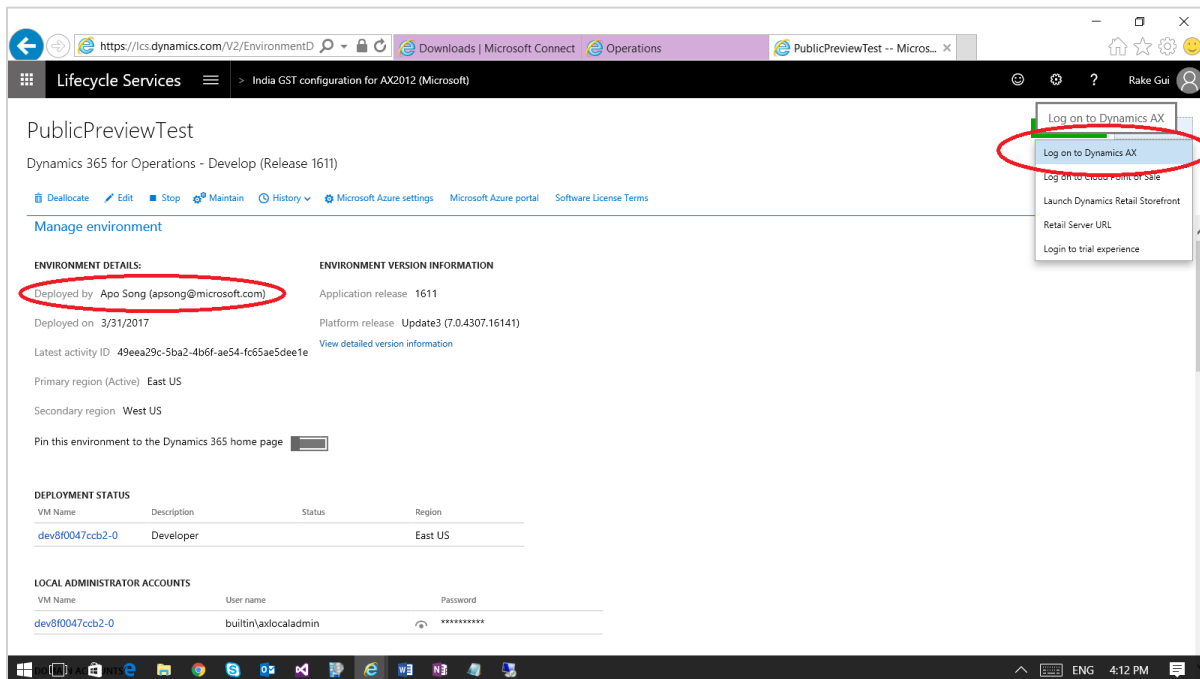 https://lcs.dynamics.com/V2/EnvironmentD
Downloads | Microsoft Connect
Operations
PublicPreviewTest -- Micros...
Lifecycle Services
> India GST configuration for AX2012 (Microsoft)
?
Rake Gui
PublicPreviewTest
Log on to Dynamics AX
Dynamics 365 for Operations - Develop (Release 1611)
Log on to Dynamics AX
Log on to Cloud Point of Sale
Launch Dynamics Retail Storefront
Retail Server URL
Login to trial experience
Deallocate Edit Stop Maintain History Microsoft Azure settings Microsoft Azure portal Software License Terms
Manage environment
ENVIRONMENT DETAILS:
Deployed by Apo Song (apsong@microsoft.com)
Deployed on 3/31/2017
Latest activity ID 49eea29c-5ba2-4b6f-ae54-fc65ae5dee1e
Primary region (Active) East US
Secondary region West US
Pin this environment to the Dynamics 365 home page
ENVIRONMENT VERSION INFORMATION
Application release 1611
Platform release Update3 (7.0.4307.16141)
View detailed version information
DEPLOYMENT STATUS
VM Name Description Status Region
dev8f0047ccb2-0 Developer East US
LOCAL ADMINISTRATOR ACCOUNTS
VM Name User name Password
dev8f0047ccb2-0 builtin\axlocaladmin **********
ENG 4:12 PM